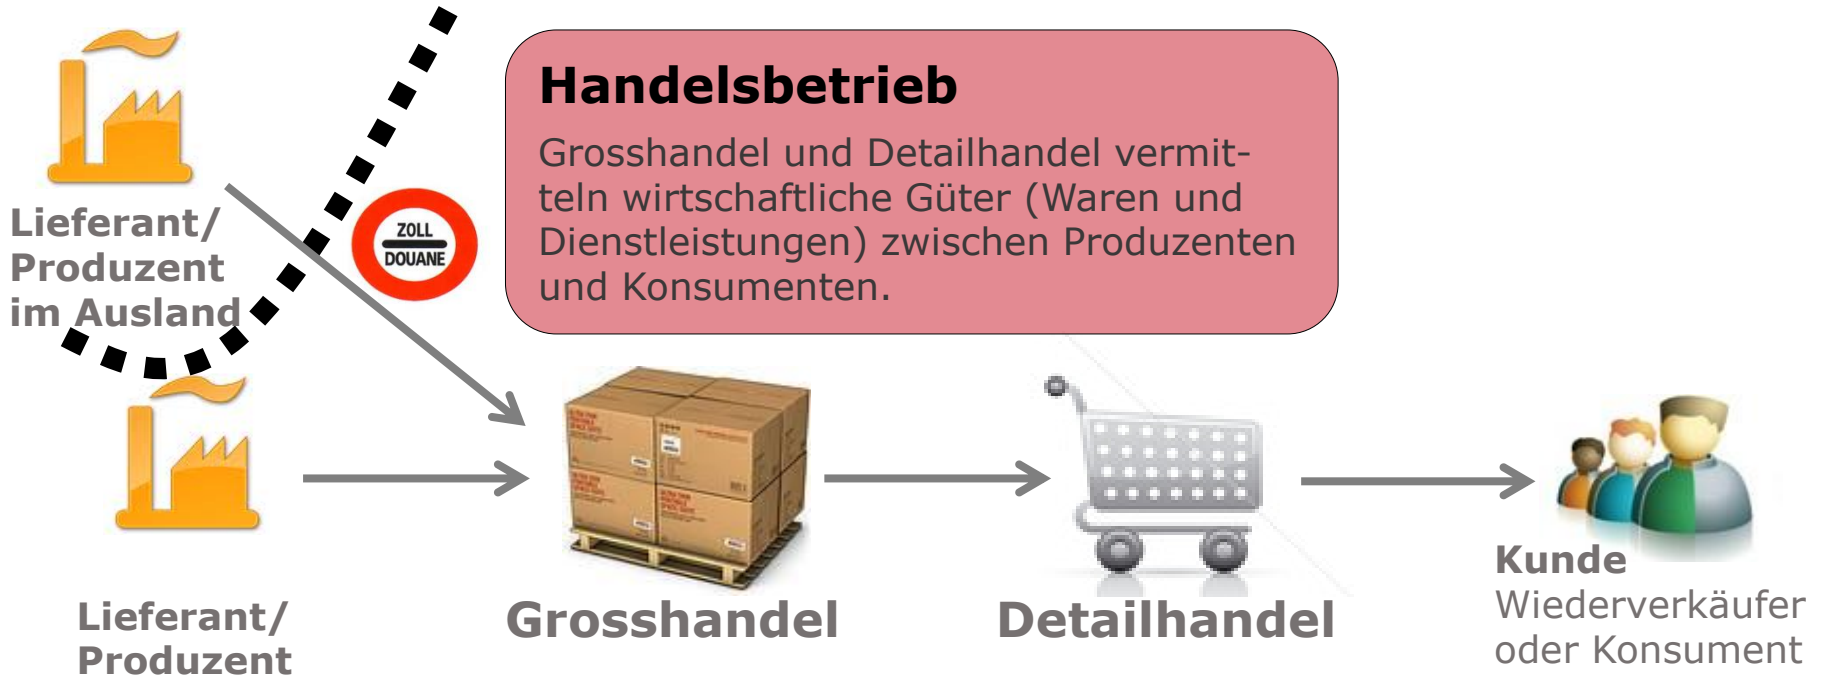 Handelsbetrieb
Grosshandel und Detailhandel vermit-
teln wirtschaftliche Güter (Waren und
Dienstleistungen) zwischen Produzenten
und Konsumenten.
Lieferant/
Produzent
im Ausland
ZOLL
DOUANE
Lieferant/
Produzent
Grosshandel
Detailhandel
Kunde
Wiederverkäufer
oder Konsument